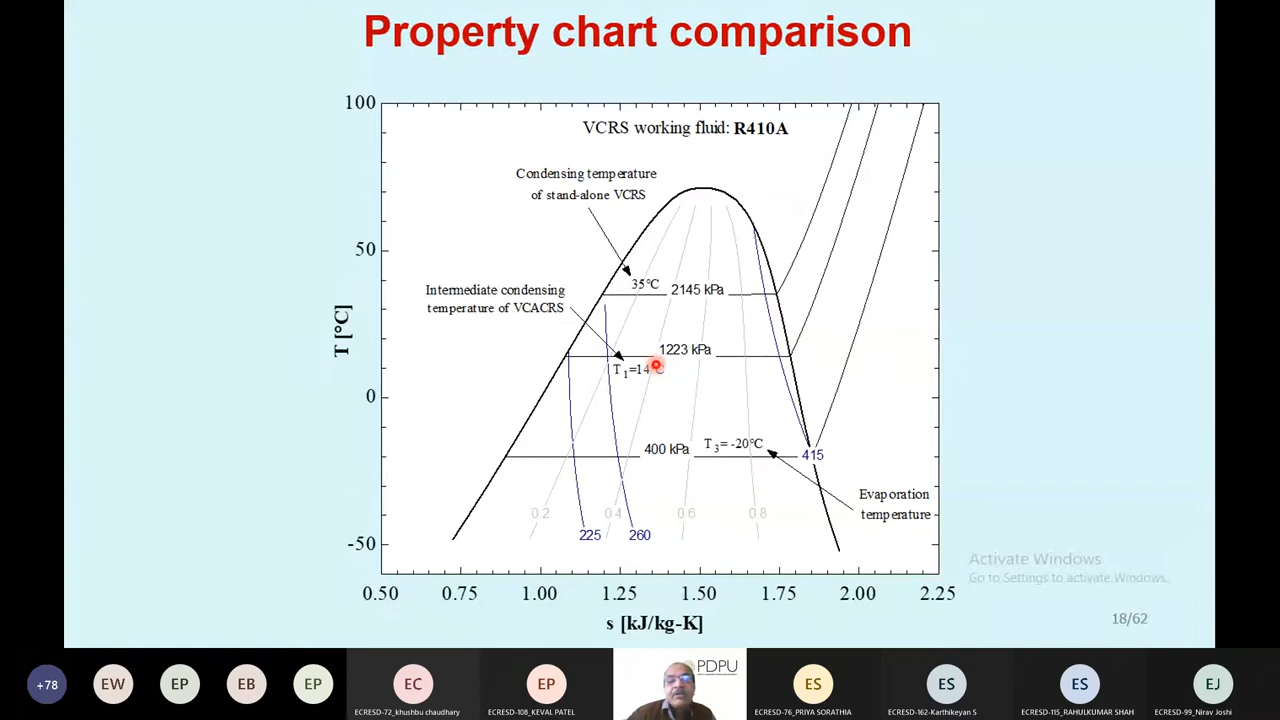 Property chart comparison
VCRS working fluid: R410A
Condensing temperature
of stand-alone VCRS
35°C
2145 kPa
Intermediate condensing
temperature of VCACRS
1223 kPa
400 kPa
T3= -20°C
415
Evaporation
temperature
0.2 0.4 0.6 0.8
225 260
100
50
0
-50
T [°C]
0.50 0.75 1.00 1.25 1.50 1.75 2.00 2.25
s [kJ/kg-K]
Activate Windows
Go to Settings to activate Windows.
18/62
+78 EW EP EB EP EC EP PDPU ES ES ES EJ
ECRESD-72_khushbu chaudhary
ECRESD-108_KEVAL PATEL
ECRESD-76_PRIYA SORATHIA
ECRESD-162-Karthikeyan S
ECRESD-115_RAHULKUMAR SHAH
ECRESD-99_Nirav Joshi